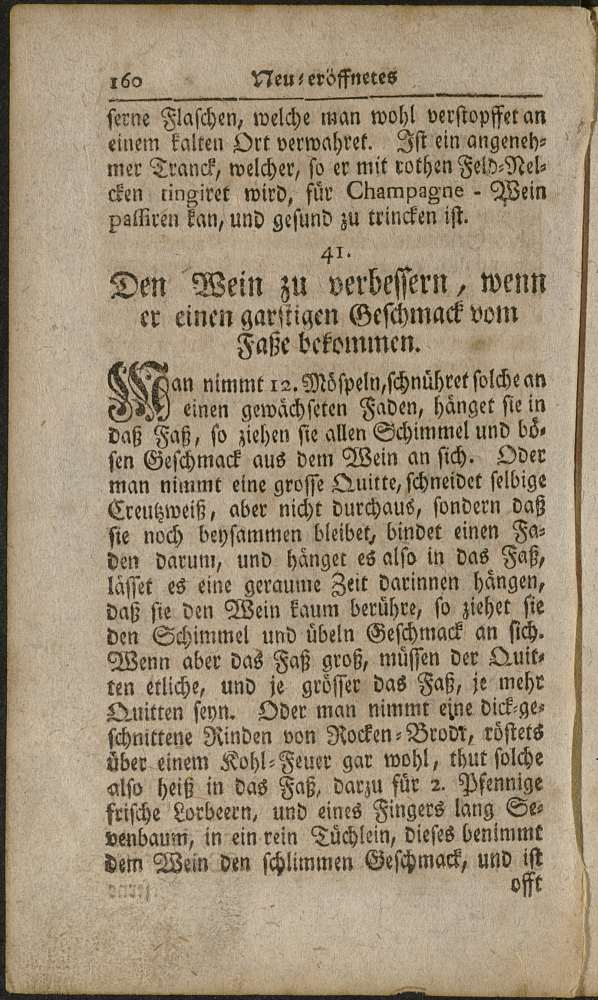 160 Neu-eröffnetes
serne Flaschen, welche man wohl verstopffet an
einem kalten Ort verwahret. Ist ein angeneh-
mer Tranck, welcher, so er mit rothen Feld-Nel-
cken tingiret wird, für Champagne - Wein
passiren kan, und gesund zu trincken ist.
41.
Den Wein zu verbessern, wenn
er einen garstigen Geschmack vom
Faße bekommen.
Man nimmt 12. Möspeln, schnühret solche an
einen gewächseten Faden, hänget sie in
daß Faß, so ziehen sie allen Schimmel und bö-
sen Geschmack aus dem Wein an sich. Oder
man nimmt eine grosse Quitte, schneidet selbige
Creutzweiß, aber nicht durchaus, sondern daß
sie noch beysammen bleibet, bindet einen Fa-
den darum, und hänget es also in das Faß,
lässet es eine geraume Zeit darinnen hängen,
daß sie den Wein kaum berühre, so ziehet sie
den Schimmel und übeln Geschmack an sich.
Wenn aber das Faß groß, müssen der Quit-
ten etliche, und je grösser das Faß, je mehr
Quitten seyn. Oder man nimmt eine dick-ge-
schnittene Rinden von Rocken-Brodt, röstets
über einem Kohl-Feuer gar wohl, thut solche
also heiß in das Faß, darzu für 2. Pfennige
frische Lorbeern, und eines Fingers lang Se-
venbaum, in ein rein Tüchlein, dieses benimmt
dem Wein den schlimmen Geschmack, und ist
offt